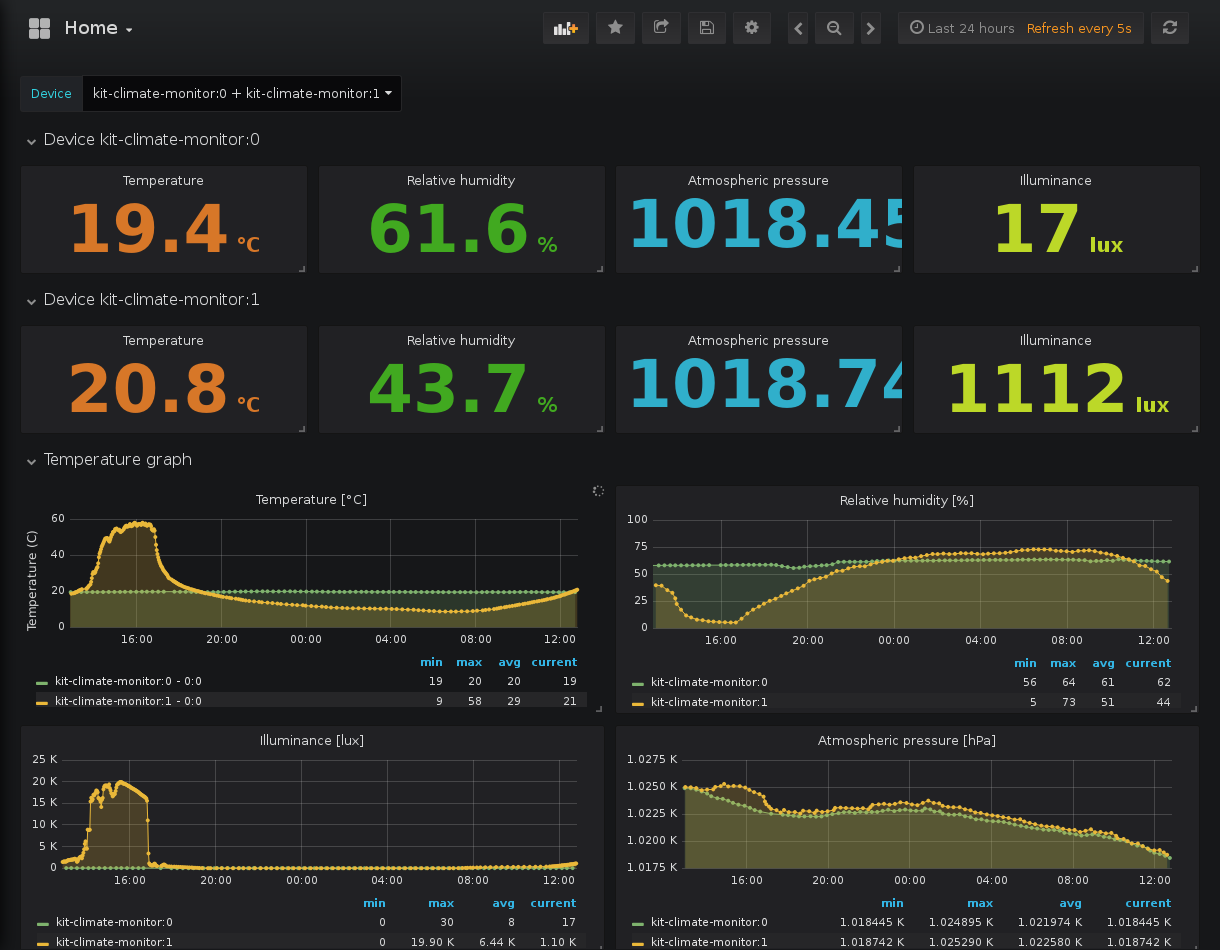 Home
Last 24 hours Refresh every 5s
Device kit-climate-monitor:0 + kit-climate-monitor:1
Device kit-climate-monitor:0
Temperature Relative humidity Atmospheric pressure Illuminance
19.4 °C 61.6 % 1018.45 17 lux
Device kit-climate-monitor:1
Temperature Relative humidity Atmospheric pressure Illuminance
20.8 °C 43.7 % 1018.74 1112 lux
Temperature graph
Temperature [°C]
Temperature (C)
60
40
20
0
16:00 20:00 00:00 04:00 08:00 12:00
min max avg current
kit-climate-monitor:0 - 0:0 19 20 20 19
kit-climate-monitor:1 - 0:0 9 58 29 21
Relative humidity [%]
100
75
50
25
0
16:00 20:00 00:00 04:00 08:00 12:00
min max avg current
kit-climate-monitor:0 56 64 61 62
kit-climate-monitor:1 5 73 51 44
Illuminance [lux]
25 K
20 K
15 K
10 K
5 K
0
16:00 20:00 00:00 04:00 08:00 12:00
min max avg current
kit-climate-monitor:0 0 30 8 17
kit-climate-monitor:1 0 19.90 K 6.44 K 1.10 K
Atmospheric pressure [hPa]
1.0275 K
1.0250 K
1.0225 K
1.0200 K
1.0175 K
16:00 20:00 00:00 04:00 08:00 12:00
min max avg current
kit-climate-monitor:0 1.018445 K 1.024895 K 1.021974 K 1.018445 K
kit-climate-monitor:1 1.018742 K 1.025290 K 1.022580 K 1.018742 K